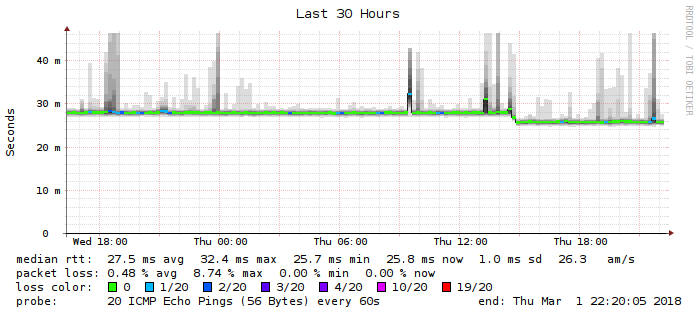 Last 30 Hours
RRDTOOL / TOBI OETIKER
Seconds
40 m
30 m
20 m
10 m
0
Wed 18:00 Thu 00:00 Thu 06:00 Thu 12:00 Thu 18:00
median rtt: 27.5 ms avg 32.4 ms max 25.7 ms min 25.8 ms now 1.0 ms sd 26.3 am/s
packet loss: 0.48 % avg 8.74 % max 0.00 % min 0.00 % now
loss color: 0 1/20 2/20 3/20 4/20 10/20 19/20
probe: 20 ICMP Echo Pings (56 Bytes) every 60s end: Thu Mar 1 22:20:05 2018